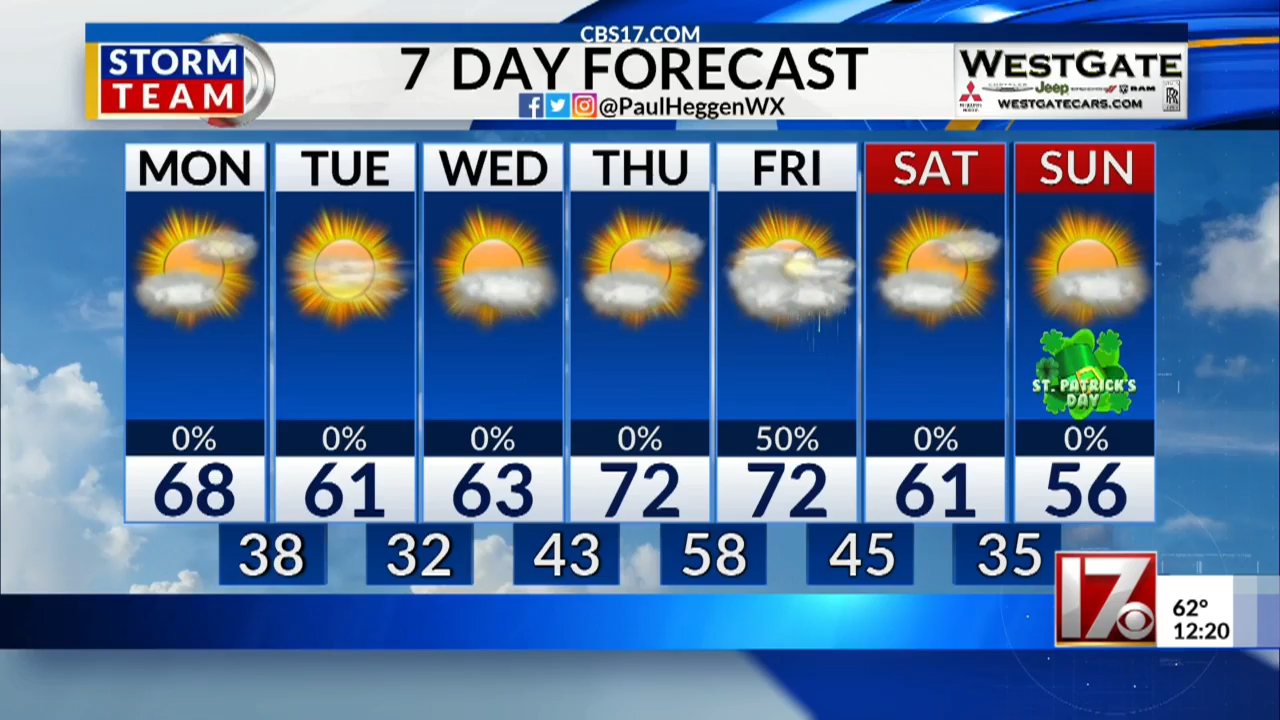 CBS17.COM
STORM
TEAM
7 DAY FORECAST
@PaulHeggenWX
WESTGATE
Jeep
RAM
WESTGATECARS.COM
MON TUE WED THU FRI SAT SUN
ST. PATRICK'S
DAY
0% 0% 0% 0% 50% 0% 0%
68 61 63 72 72 61 56
38 32 43 58 45 35
17
62°
12:20